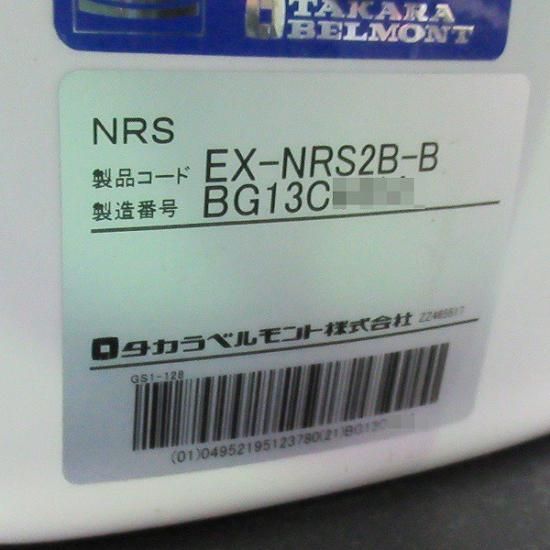 TAKARA
BELMONT
NRS
製品コード EX-NRS2B-B
製造番号 BG13C
タカラベルモント株式会社 ZZ465517
GS1-128
(01)04952195123780(21)BG13C